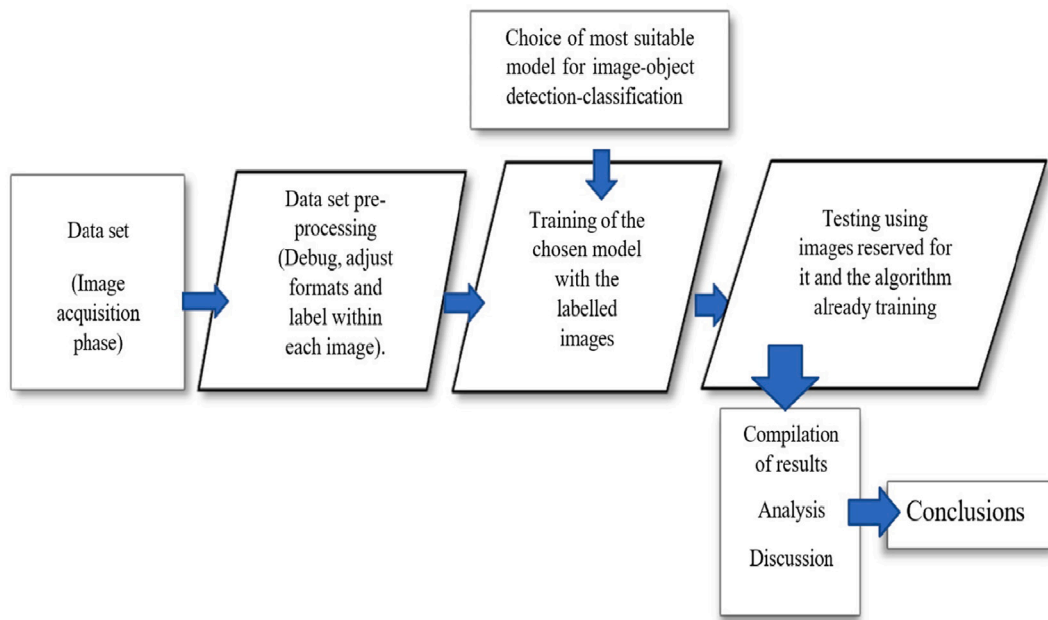 Choice of most suitable
model for image-object
detection-classification
Data set
(Image
acquisition
phase)
Data set pre-
processing
(Debug, adjust
formats and
label within
each image).
Training of the
chosen model
with the
labelled
images
Testing using
images reserved for
it and the algorithm
already training
Compilation
of results
Analysis
Discussion
Conclusions